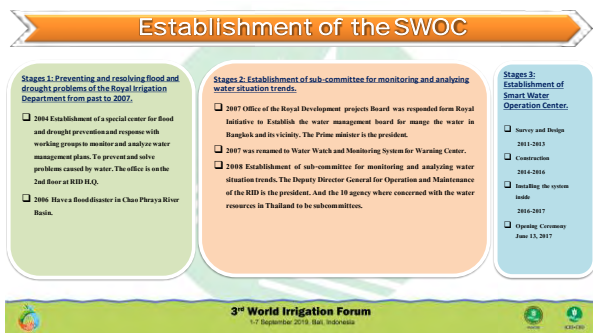 Establishment of the SWOC
Stages 1: Preventing and resolving flood and
drought problems of the Royal Irrigation
Department from past to 2007.
2004 Establishment of a special center for flood
and drought prevention and response with
working groups to monitor and analyze water
management plans. To prevent and solve
problems caused by water. The office is on the
2nd floor at RID H.Q.
2006 Have a flood disaster in Chao Phraya River
Basin.
Stages 2: Establishment of sub-committee for monitoring and analyzing
water situation trends.
2007 Office of the Royal Development projects Board was responded form Royal
Initiative to Establish the water management board for mange the water in
Bangkok and its vicinity. The Prime minister is the president.
2007 was renamed to Water Watch and Monitoring System for Warning Center.
2008 Establishment of sub-committee for monitoring and analyzing water
situation trends. The Deputy Director General for Operation and Maintenance
of the RID is the president. And the 10 agency where concerned with the water
resources in Thailand to be subcommittees.
Stages 3:
Establishment of
Smart Water
Operation Center.
Survey and Design
2011-2013
Construction
2014-2016
Installing the system
inside
2016-2017
Opening Ceremony
June 13, 2017
3rd World Irrigation Forum
1-7 September 2019, Bali, Indonesia